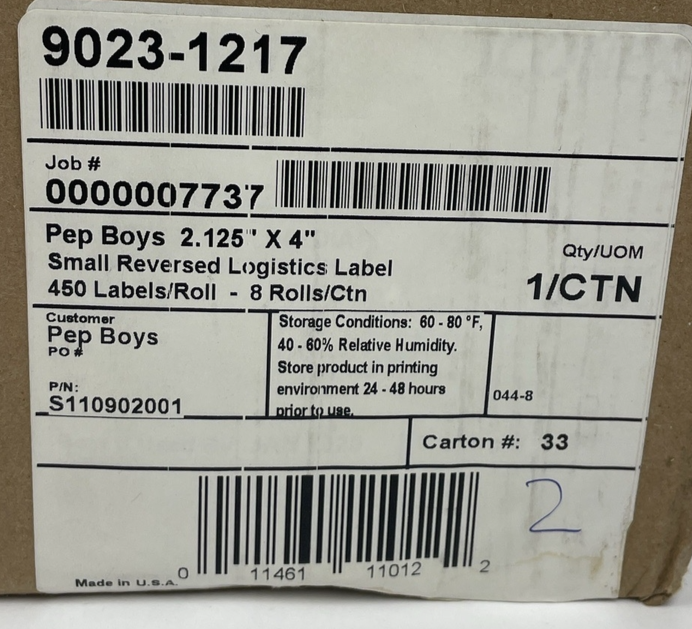 9023-1217
Job #
0000007737
Pep Boys 2.125" X 4"
Small Reversed Logistics Label
450 Labels/Roll - 8 Rolls/Ctn
Qty/UOM
1/CTN
Customer
Pep Boys
PO #
P/N:
S110902001
Storage Conditions: 60 - 80 °F,
40 - 60% Relative Humidity.
Store product in printing
environment 24 - 48 hours
prior to use.
044-8
Carton #: 33
2
0 11461 11012 2
Made in U.S.A.